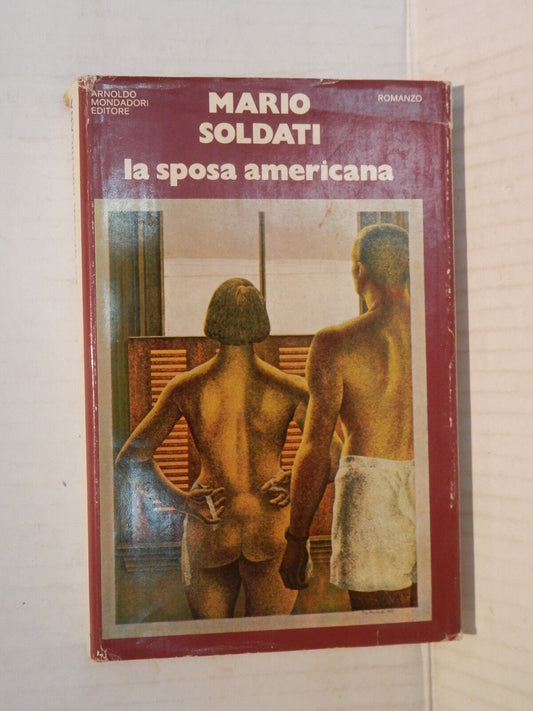 ARNOLDO
MONDADORI
EDITORE
MARIO
SOLDATI
ROMANZO
la sposa americana